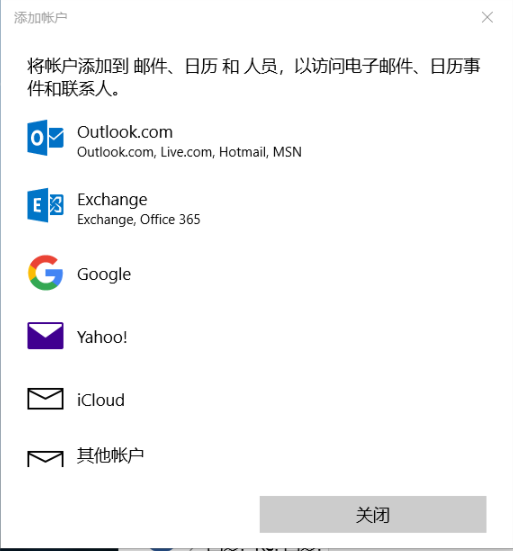 添加帐户
将帐户添加到 邮件、日历 和 人员，以访问电子邮件、日历事
件和联系人。
Outlook.com
Outlook.com, Live.com, Hotmail, MSN
Exchange
Exchange, Office 365
Google
Yahoo!
iCloud
其他帐户
关闭